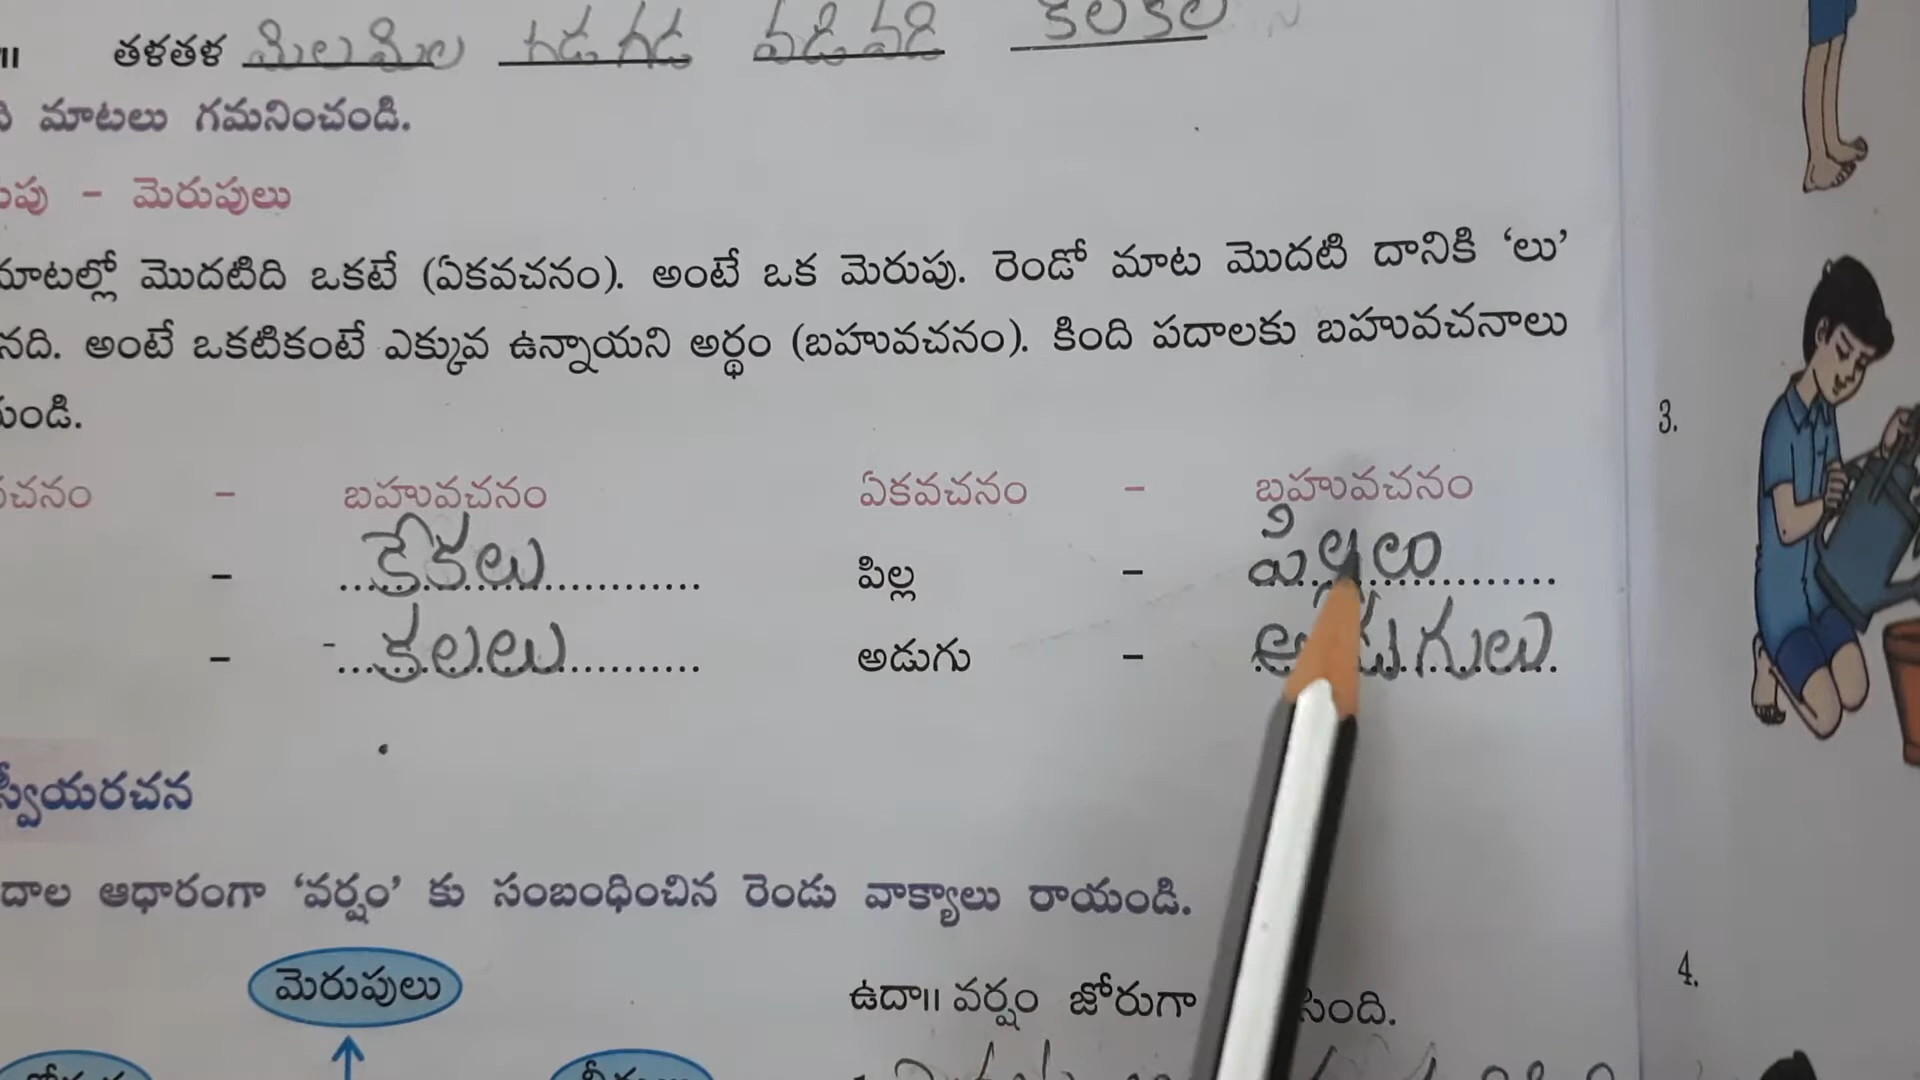 తళతళ మిలమిల గడగడ వడివడి కలకల
మాటలు గమనించండి.
- మెరుపులు
మాటల్లో మొదటిది ఒకటే (ఏకవచనం). అంటే ఒక మెరుపు. రెండో మాట మొదటి దానికి ‘లు’
నది. అంటే ఒకటికంటే ఎక్కువ ఉన్నాయని అర్థం (బహువచనం). కింది పదాలకు బహువచనాలు
చనం - బహువచనం ఏకవచనం - బహువచనం
- కేకలు పిల్ల - పిల్లలు
- కలలు అడుగు - అడుగులు
3.
స్వీయరచన
దాల ఆధారంగా ‘వర్షం’ కు సంబంధించిన రెండు వాక్యాలు రాయండి.
మెరుపులు
ఉదా॥ వర్షం జోరుగా సింది.
4.